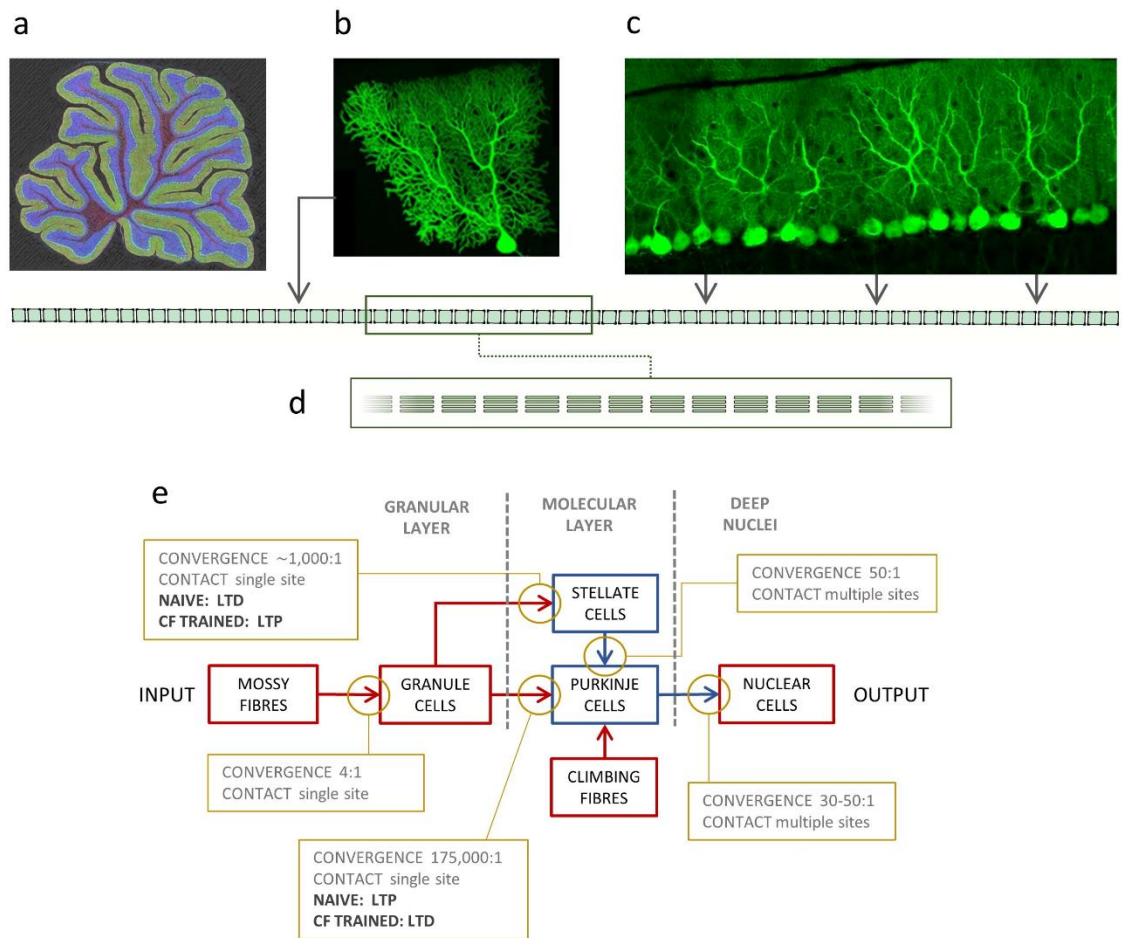 a
b
c
d
e
GRANULAR
LAYER
MOLECULAR
LAYER
DEEP
NUCLEI
CONVERGENCE ~1,000:1
CONTACT single site
NAIVE: LTD
CF TRAINED: LTP
CONVERGENCE 50:1
CONTACT multiple sites
STELLATE
CELLS
INPUT
MOSSY
FIBRES
GRANULE
CELLS
PURKINJE
CELLS
NUCLEAR
CELLS
OUTPUT
CONVERGENCE 4:1
CONTACT single site
CLIMBING
FIBRES
CONVERGENCE 30-50:1
CONTACT multiple sites
CONVERGENCE 175,000:1
CONTACT single site
NAIVE: LTP
CF TRAINED: LTD